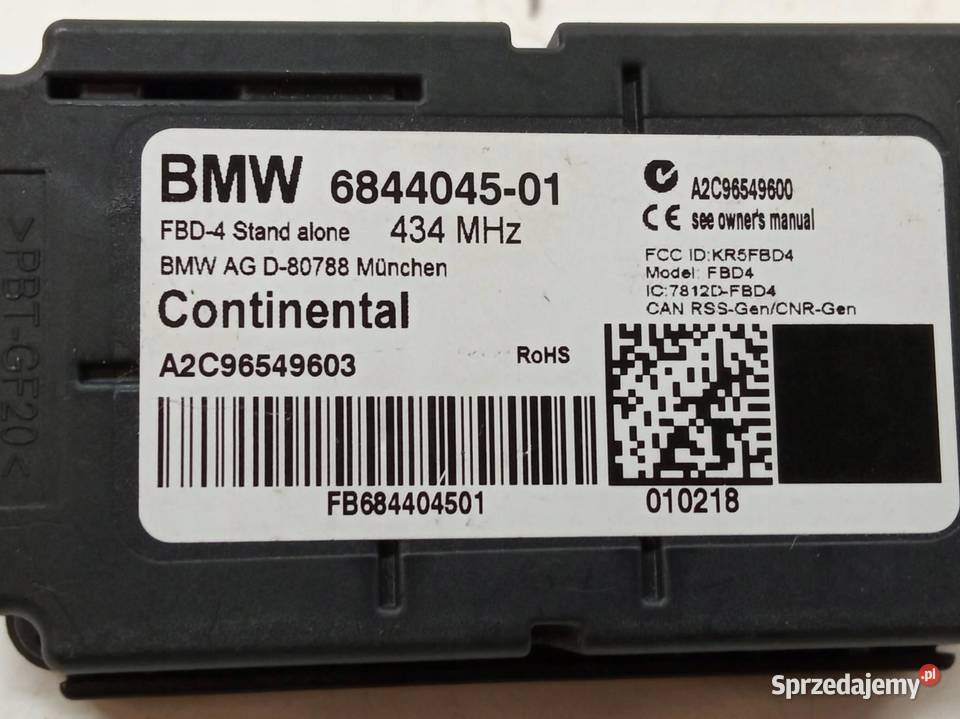 BMW 6844045-01
FBD-4 Stand alone 434 MHz
BMW AG D-80788 München
Continental
A2C96549603
RoHS
FB684404501
A2C96549600
CE see owner's manual
FCC ID:KR5FBD4
Model: FBD4
IC:7812D-FBD4
CAN RSS-Gen/CNR-Gen
010218
>PBT-GF20<
Sprzedajemy.pl